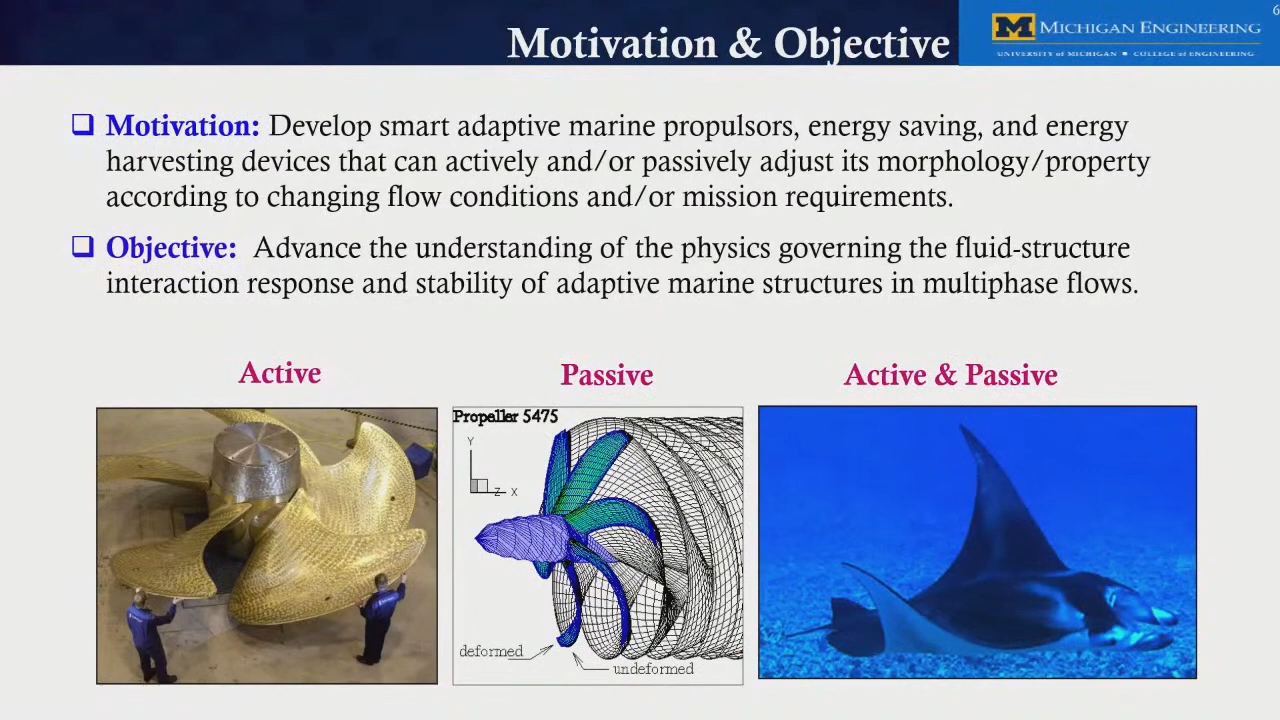 6
Motivation & Objective
M MICHIGAN ENGINEERING
UNIVERSITY of MICHIGAN ■ COLLEGE of ENGINEERING
❑ Motivation: Develop smart adaptive marine propulsors, energy saving, and energy
harvesting devices that can actively and/or passively adjust its morphology/property
according to changing flow conditions and/or mission requirements.
❑ Objective: Advance the understanding of the physics governing the fluid-structure
interaction response and stability of adaptive marine structures in multiphase flows.
Active
Passive
Active & Passive
Propeller 5475
Y
Z X
deformed
undeformed